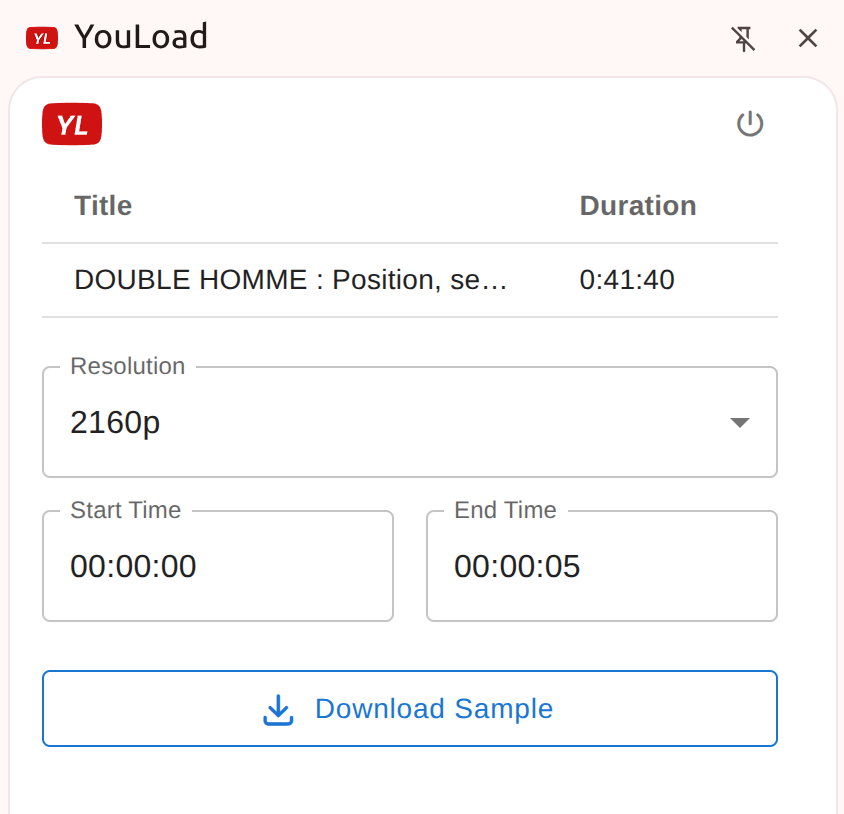 YL YouLoad
YL
Title Duration
DOUBLE HOMME : Position, se… 0:41:40
Resolution
2160p
Start Time End Time
00:00:00 00:00:05
Download Sample